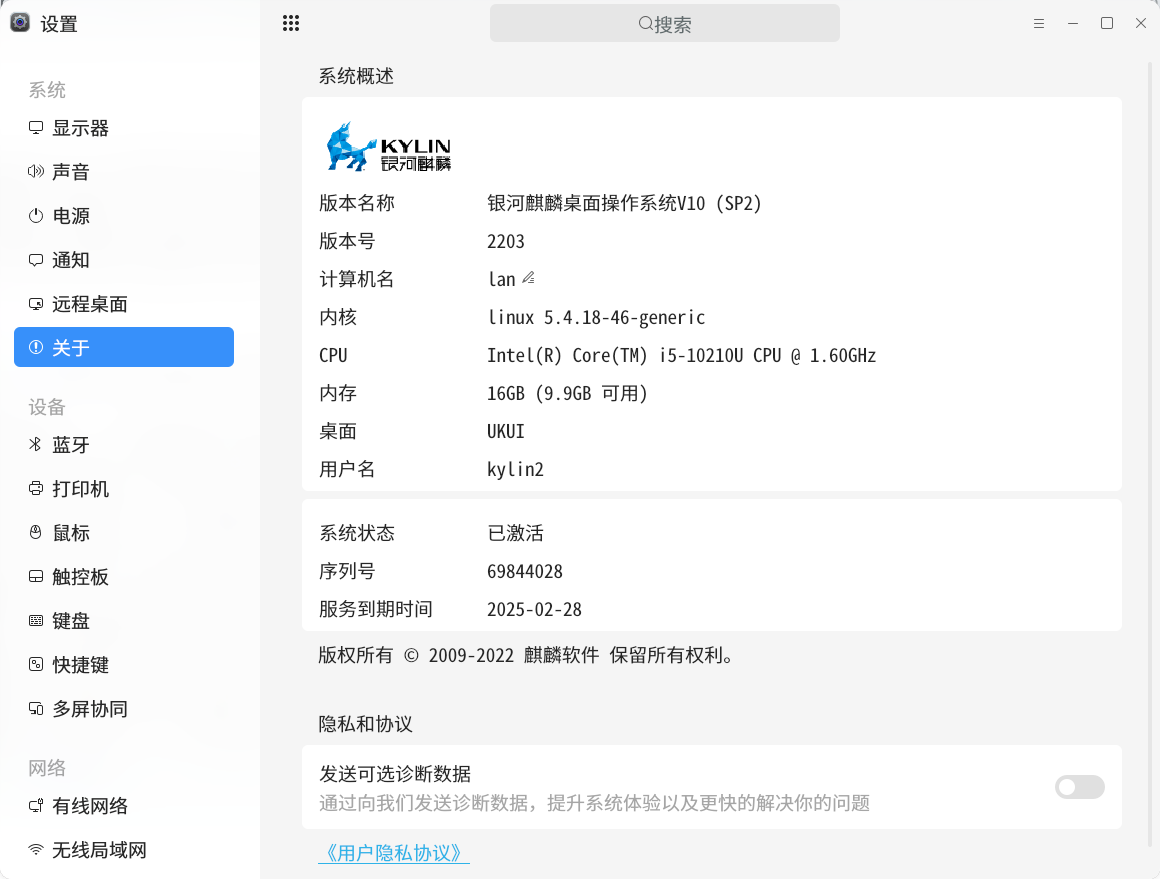 设置
搜索
系统
显示器
声音
电源
通知
远程桌面
关于
设备
蓝牙
打印机
鼠标
触控板
键盘
快捷键
多屏协同
网络
有线网络
无线局域网
系统概述
KYLIN
银河麒麟
版本名称 银河麒麟桌面操作系统V10 (SP2)
版本号 2203
计算机名 lan
内核 linux 5.4.18-46-generic
CPU Intel(R) Core(TM) i5-10210U CPU @ 1.60GHz
内存 16GB (9.9GB 可用)
桌面 UKUI
用户名 kylin2
系统状态 已激活
序列号 69844028
服务到期时间 2025-02-28
版权所有 © 2009-2022 麒麟软件 保留所有权利。
隐私和协议
发送可选诊断数据
通过向我们发送诊断数据，提升系统体验以及更快的解决你的问题
《用户隐私协议》